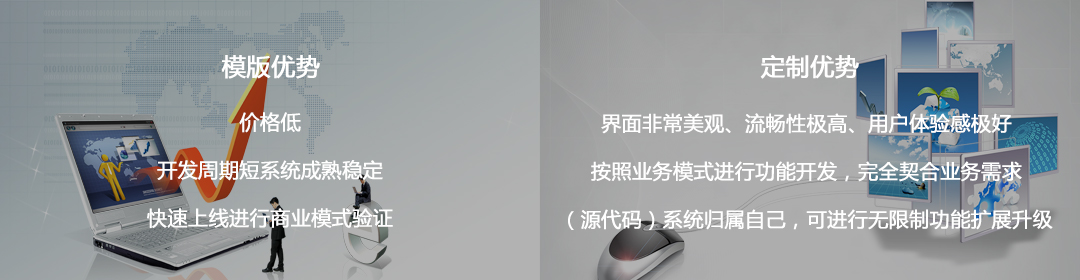 模版优势
价格低
开发周期短系统成熟稳定
快速上线进行商业模式验证
定制优势
界面非常美观、流畅性极高、用户体验感极好
按照业务模式进行功能开发，完全契合业务需求
（源代码）系统归属自己，可进行无限制功能扩展升级